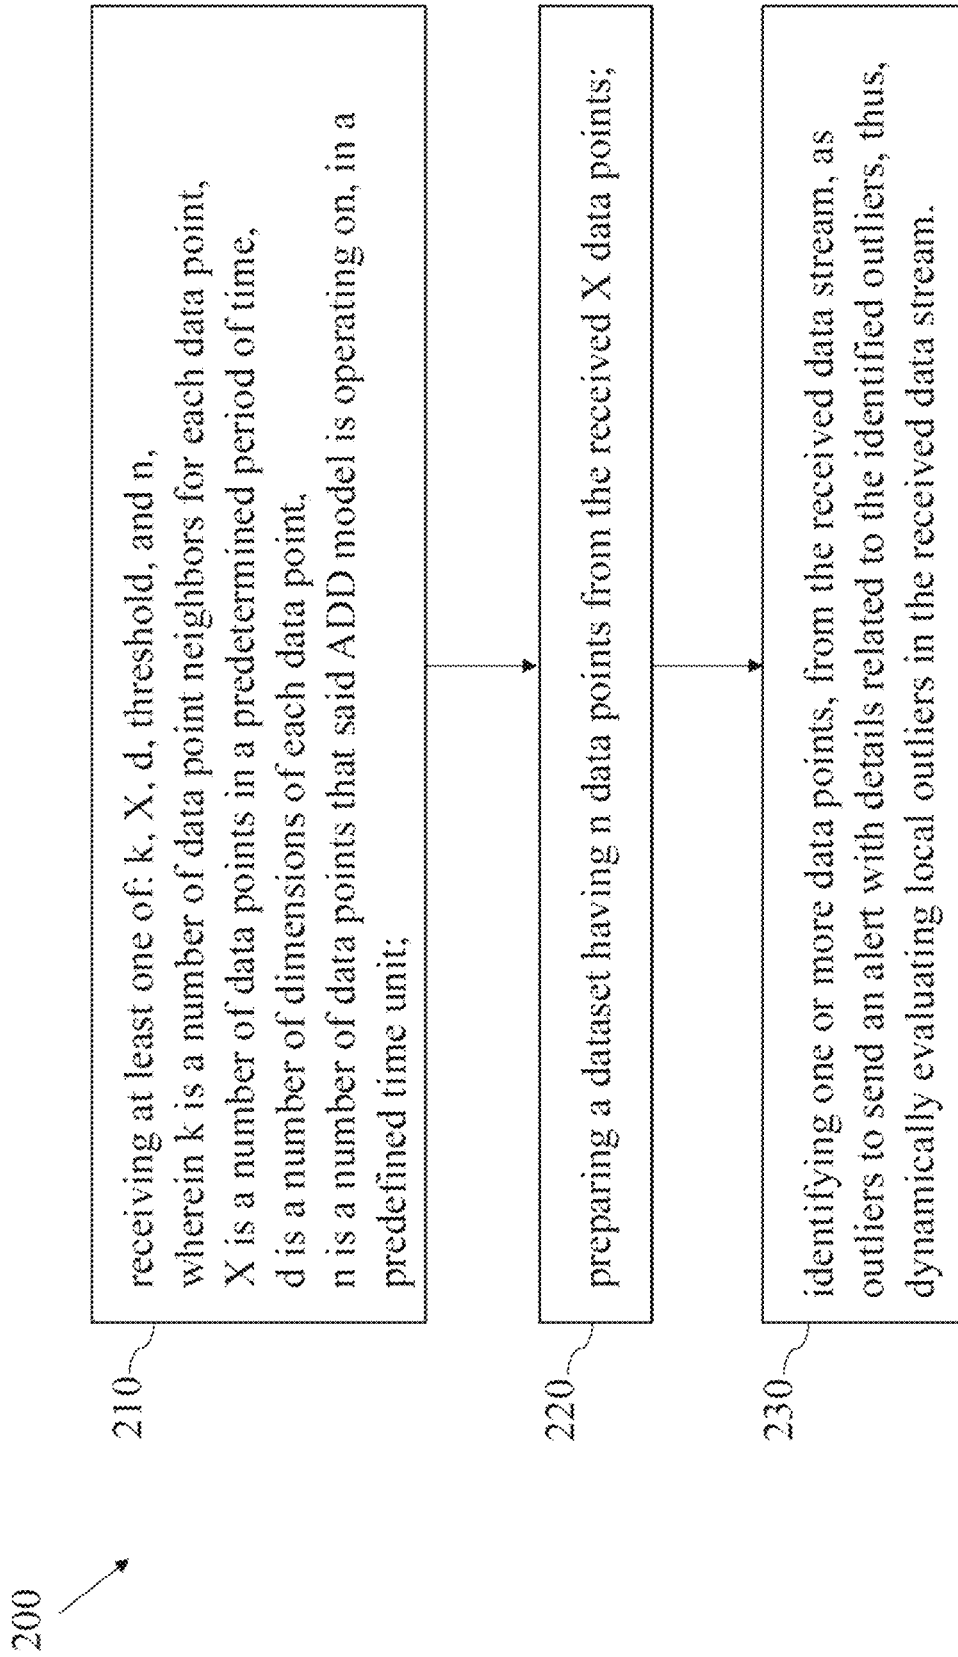 200
210
receiving at least one of: k, X, d, threshold, and n,
wherein k is a number of data point neighbors for each data point,
X is a number of data points in a predetermined period of time,
d is a number of dimensions of each data point,
n is a number of data points that said ADD model is operating on, in a
predefined time unit;
220
preparing a dataset having n data points from the received X data points;
230
identifying one or more data points, from the received data stream, as
outliers to send an alert with details related to the identified outliers, thus,
dynamically evaluating local outliers in the received data stream.